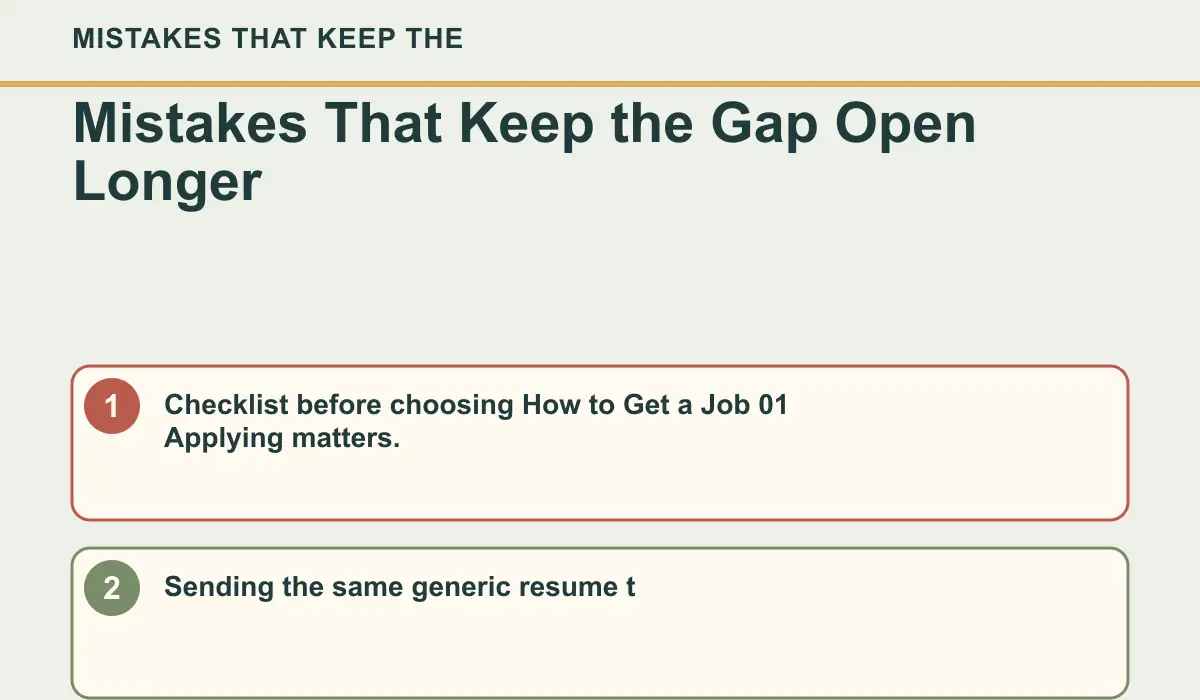 MISTAKES THAT KEEP THE
Mistakes That Keep the Gap Open
Longer
1
Checklist before choosing How to Get a Job 01
Applying matters.
2
Sending the same generic resume t